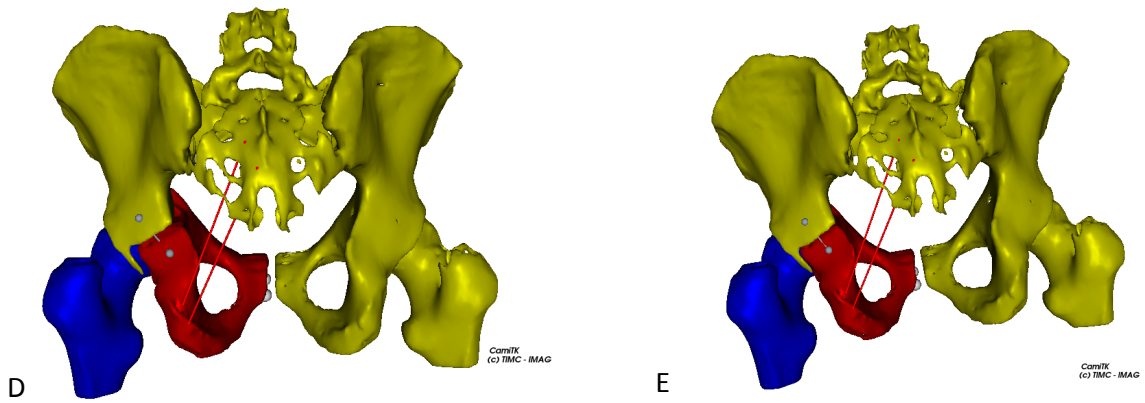 CamiTK
(c) TIMC - IMAG
D
CamiTK
(c) TIMC - IMAG
E